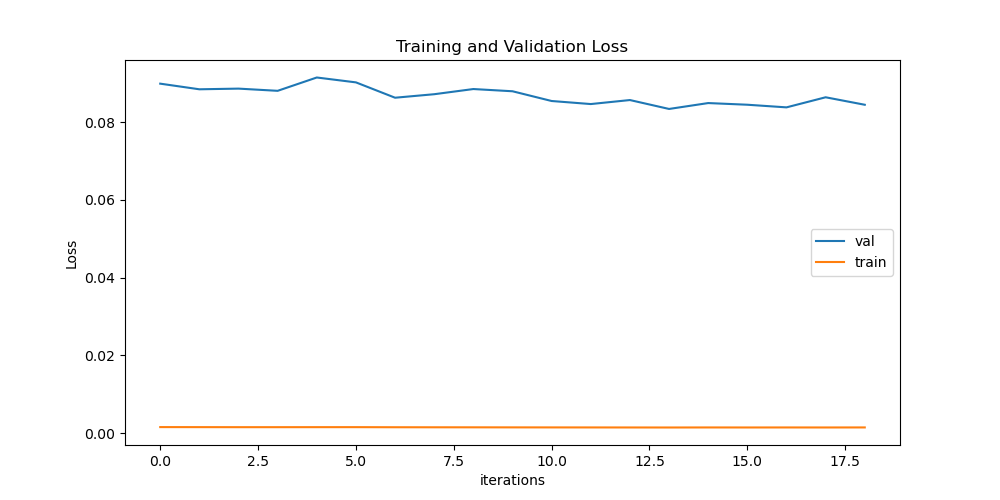 Training and Validation Loss
Loss
0.08
0.06
0.04
0.02
0.00
val
train
0.0 2.5 5.0 7.5 10.0 12.5 15.0 17.5
iterations